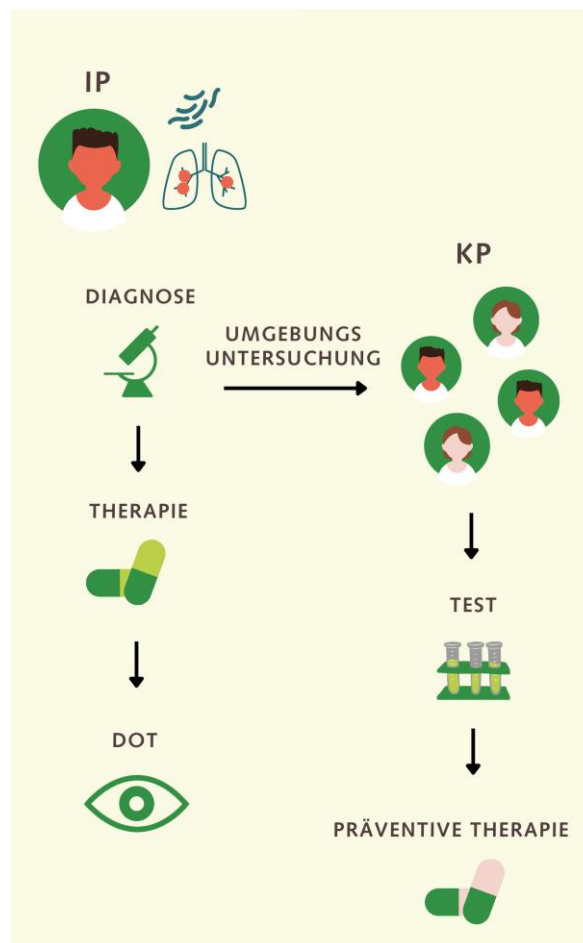 IP
DIAGNOSE
THERAPIE
DOT
UMGEBUNGS
UNTERSUCHUNG
KP
TEST
PRÄVENTIVE THERAPIE